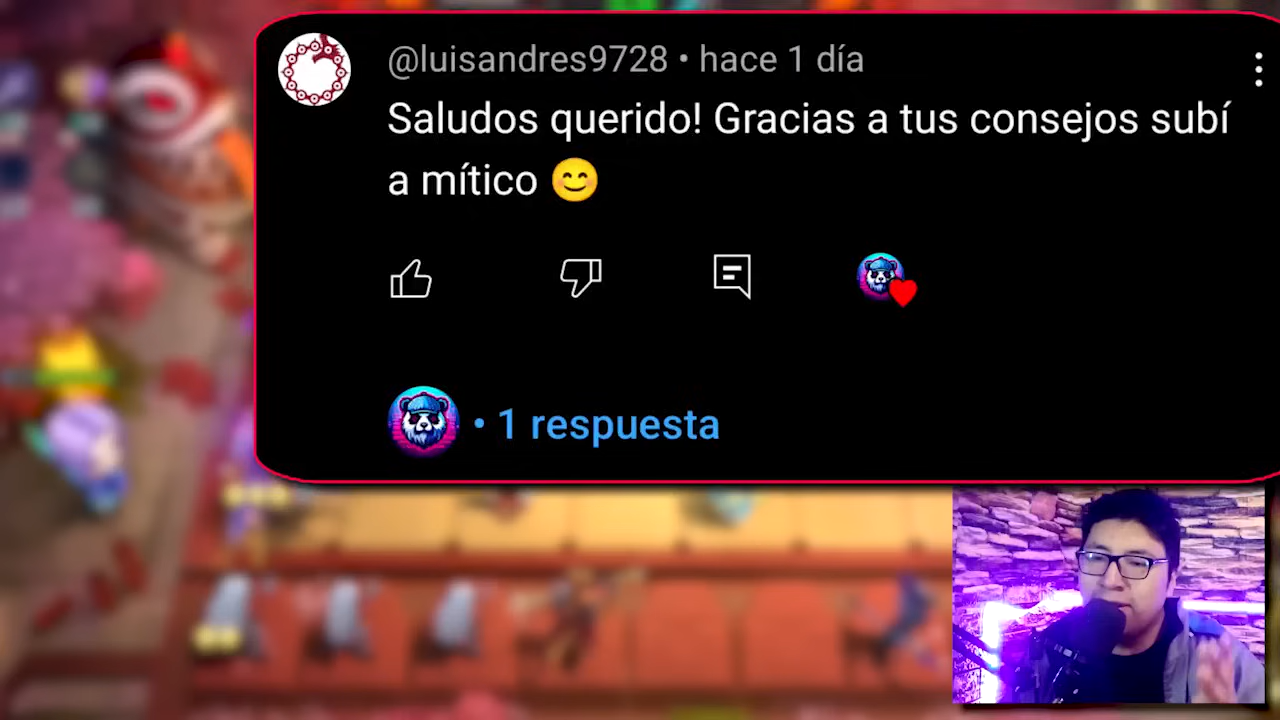 @luisandres9728 • hace 1 día
Saludos querido! Gracias a tus consejos subí
a mítico 😊
• 1 respuesta